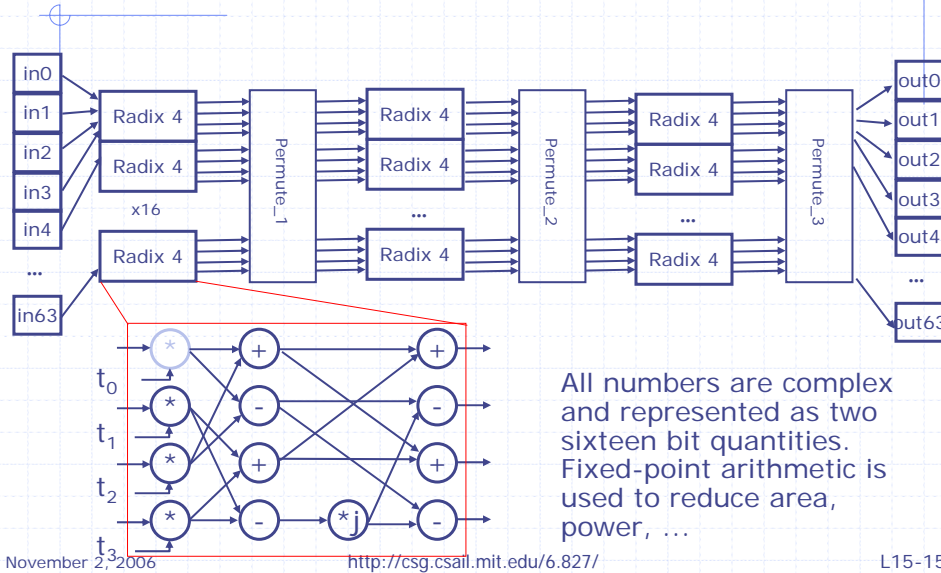 in0
in1
in2
in3
in4
...
in63
Radix 4
Radix 4
x16
Radix 4
Permute_1
Radix 4
Radix 4
...
Radix 4
Permute_2
Radix 4
Radix 4
...
Radix 4
Permute_3
out0
out1
out2
out3
out4
...
out63
t0
t1
t2
t3
*
*
*
*
+
-
+
-
*j
+
-
+
-
All numbers are complex
and represented as two
sixteen bit quantities.
Fixed-point arithmetic is
used to reduce area,
power, ...
November 2, 2006
http://csg.csail.mit.edu/6.827/
L15-15